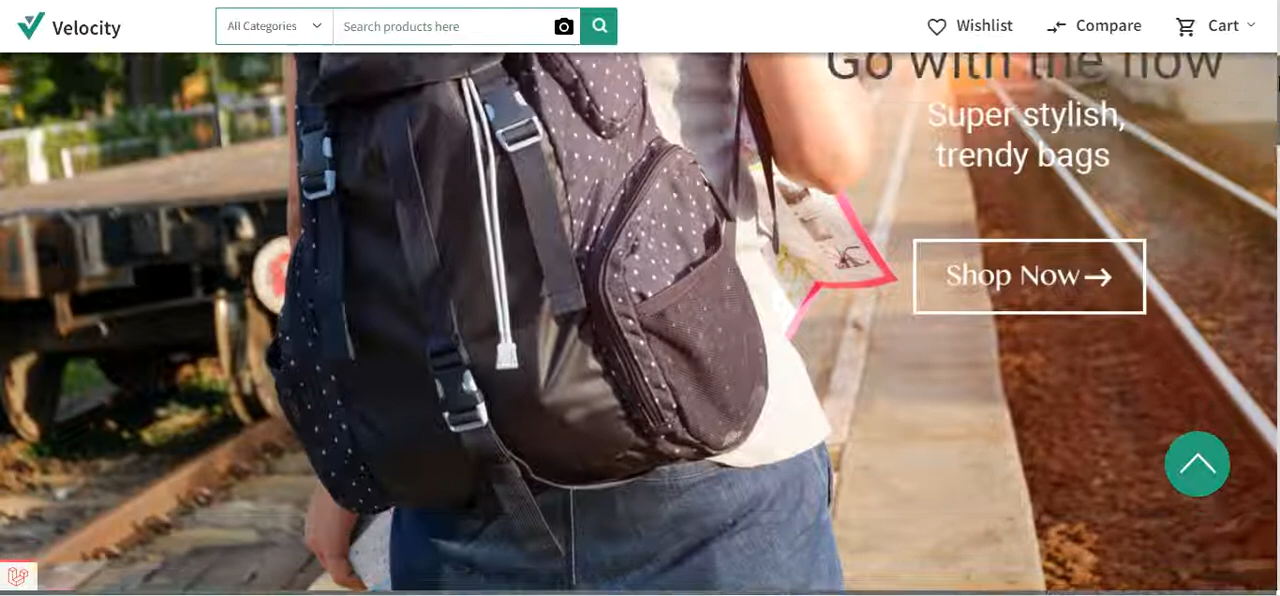 Velocity
All Categories
Search products here
Wishlist
Compare
Cart
Go with the flow
Super stylish,
trendy bags
Shop Now